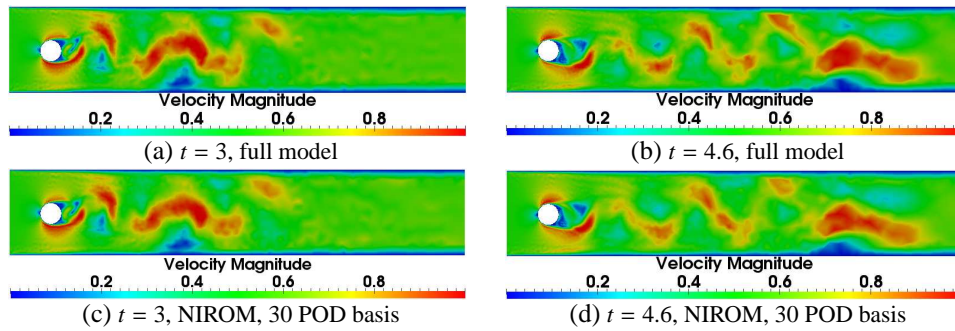 Velocity Magnitude
0.2 0.4 0.6 0.8
(a) t = 3, full model
Velocity Magnitude
0.2 0.4 0.6 0.8
(b) t = 4.6, full model
Velocity Magnitude
0.2 0.4 0.6 0.8
(c) t = 3, NIROM, 30 POD basis
Velocity Magnitude
0.2 0.4 0.6 0.8
(d) t = 4.6, NIROM, 30 POD basis